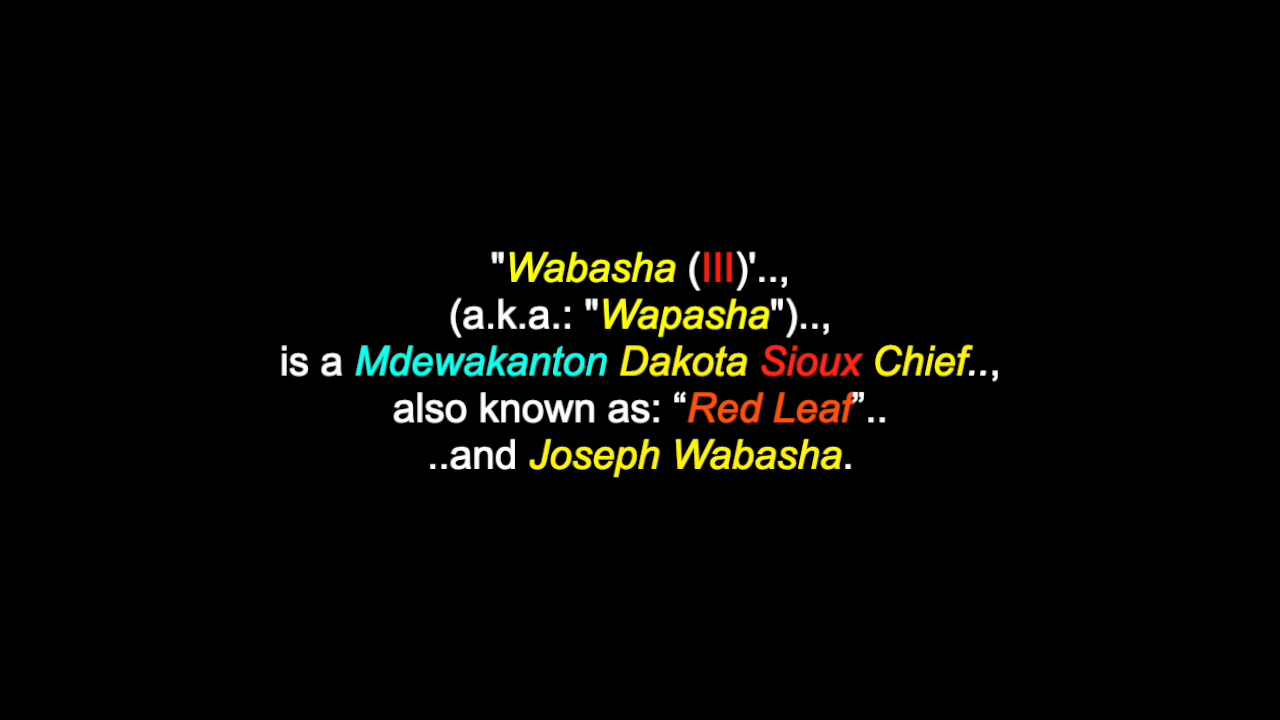 "Wabasha (III)'..,
(a.k.a.: "Wapasha")..,
is a Mdewakanton Dakota Sioux Chief..,
also known as: “Red Leaf”..
..and Joseph Wabasha.